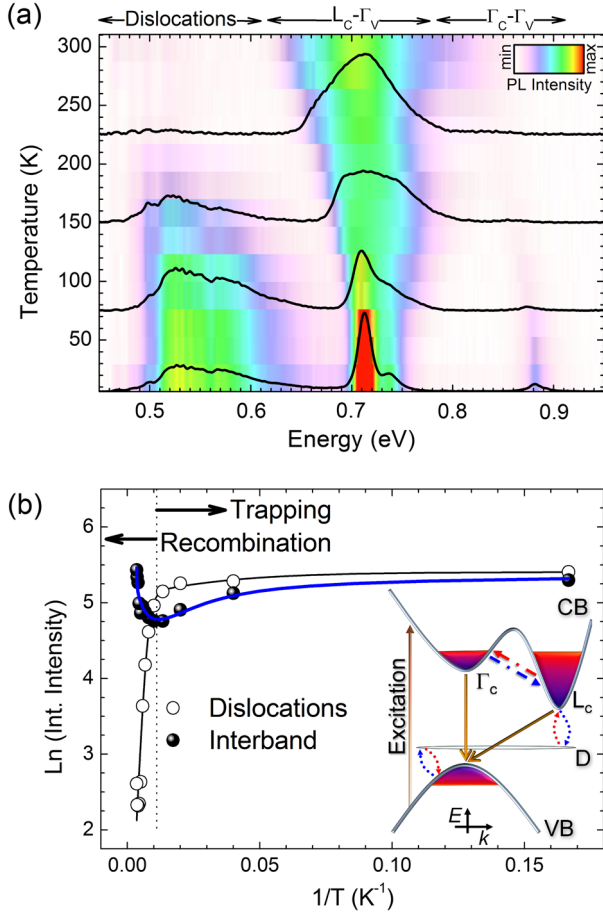 (a)
Dislocations L_C-Γ_V Γ_C-Γ_V
min max
PL Intensity
300
250
200
150
100
50
Temperature (K)
0.5 0.6 0.7 0.8 0.9
Energy (eV)
(b)
Trapping
Recombination
6
5
4
3
2
Ln (Int. Intensity)
Dislocations
Interband
CB
Excitation
Γ_c
L_c
D
E
k
VB
0.00 0.05 0.10 0.15
1/T (K⁻¹)